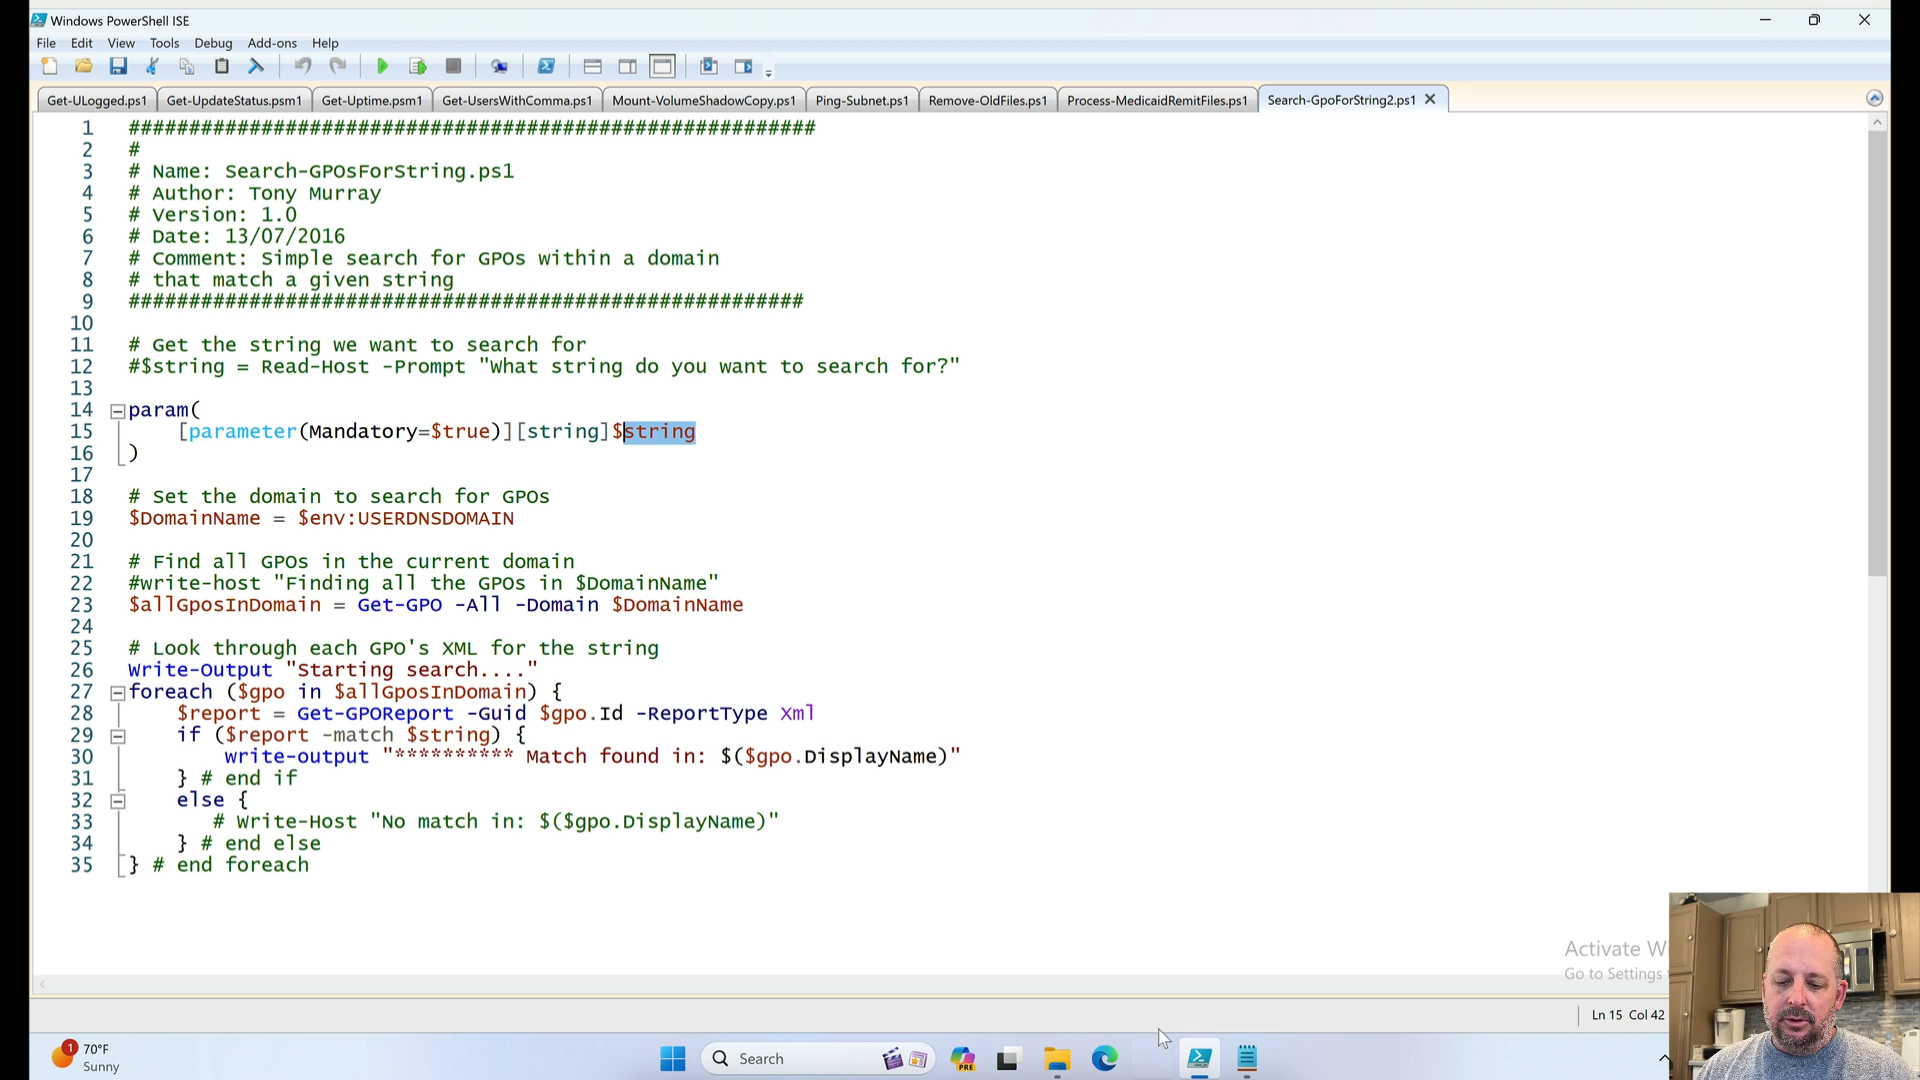 Windows PowerShell ISE
File Edit View Tools Debug Add-ons Help
Get-ULogged.ps1 Get-UpdateStatus.psm1 Get-Uptime.psm1 Get-UsersWithComma.ps1 Mount-VolumeShadowCopy.ps1 Ping-Subnet.ps1 Remove-OldFiles.ps1 Process-MedicaidRemitFiles.ps1 Search-GpoForString2.ps1
1 #########################################################
2 #
3 # Name: Search-GPOsForString.ps1
4 # Author: Tony Murray
5 # Version: 1.0
6 # Date: 13/07/2016
7 # Comment: Simple search for GPOs within a domain
8 # that match a given string
9 ########################################################
10
11 # Get the string we want to search for
12 #$string = Read-Host -Prompt "What string do you want to search for?"
13
14 param(
15 [parameter(Mandatory=$true)][string]$string
16 )
17
18 # Set the domain to search for GPOs
19 $DomainName = $env:USERDNSDOMAIN
20
21 # Find all GPOs in the current domain
22 #write-host "Finding all the GPOs in $DomainName"
23 $allGposInDomain = Get-GPO -All -Domain $DomainName
24
25 # Look through each GPO's XML for the string
26 Write-Output "Starting search...."
27 foreach ($gpo in $allGposInDomain) {
28 $report = Get-GPOReport -Guid $gpo.Id -ReportType Xml
29 if ($report -match $string) {
30 write-output "********** Match found in: $($gpo.DisplayName)"
31 } # end if
32 else {
33 # Write-Host "No match in: $($gpo.DisplayName)"
34 } # end else
35 } # end foreach
Activate W
Go to Settings
Ln 15 Col 42
1 70°F
Sunny
Search
PRE